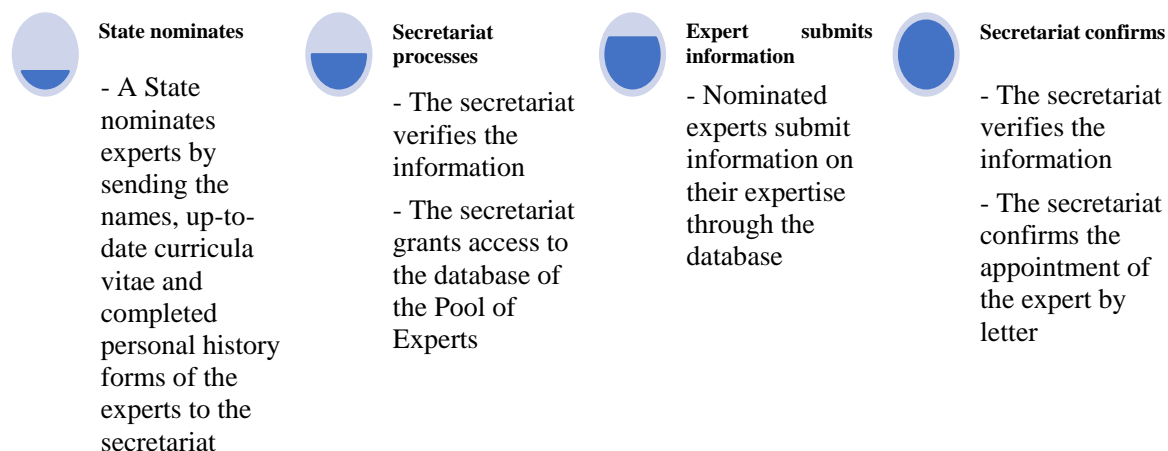 State nominates
- A State
nominates
experts by
sending the
names, up-to-
date curricula
vitae and
completed
personal history
forms of the
experts to the
secretariat
Secretariat
processes
- The secretariat
verifies the
information
- The secretariat
grants access to
the database of
the Pool of
Experts
Expert submits
information
- Nominated
experts submit
information on
their expertise
through the
database
Secretariat confirms
- The secretariat
verifies the
information
- The secretariat
confirms the
appointment of
the expert by
letter